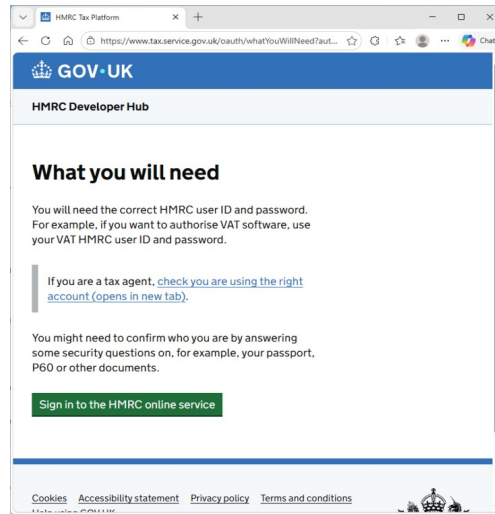 HMRC Tax Platform
https://www.tax.service.gov.uk/oauth/whatYouWillNeed?aut...
Chat
GOV·UK
HMRC Developer Hub
What you will need
You will need the correct HMRC user ID and password.
For example, if you want to authorise VAT software, use
your VAT HMRC user ID and password.
If you are a tax agent, check you are using the right
account (opens in new tab).
You might need to confirm who you are by answering
some security questions on, for example, your passport,
P60 or other documents.
Sign in to the HMRC online service
Cookies Accessibility statement Privacy policy Terms and conditions
Help using GOV.UK